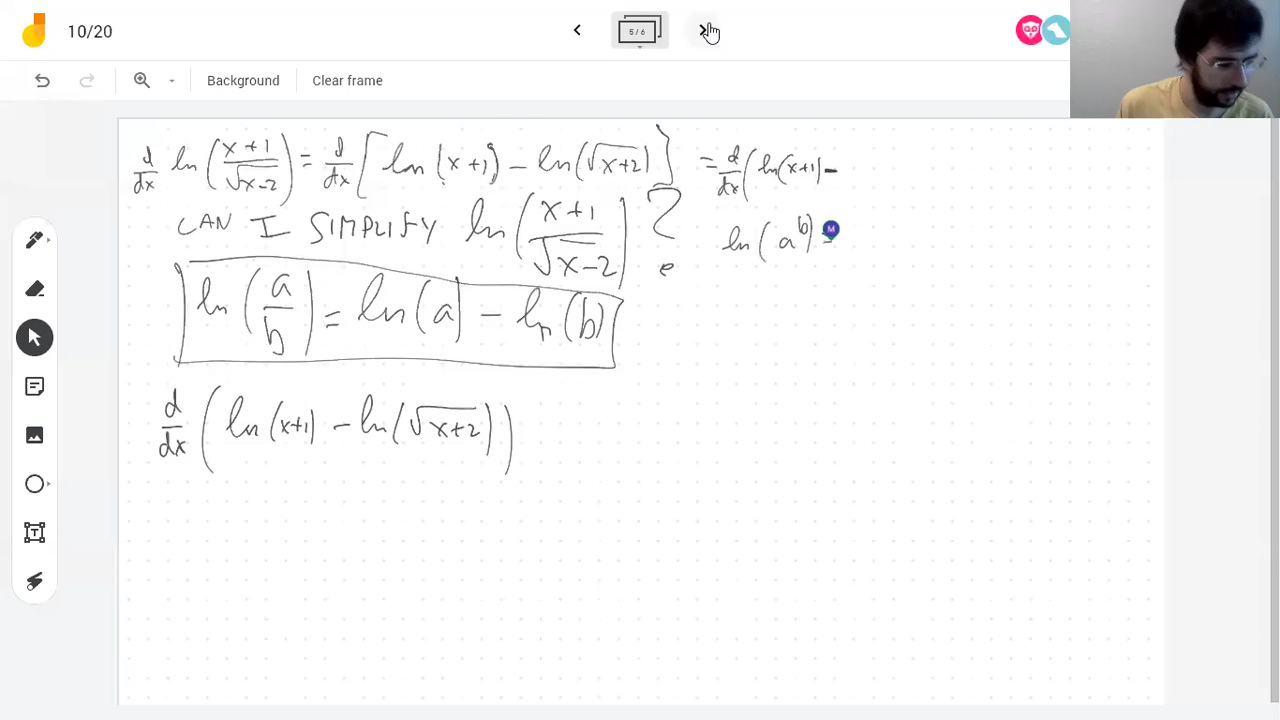 10/20
5 / 6
Background
Clear frame
d/dx ln(x+1/√x-2) = d/dx [ln(x+1) - ln(√x+2)] = d/dx (ln(x+1) -
CAN I SIMPLIFY ln(x+1/√x-2) ?
ln(a^b) =
M
ln(a/b) = ln(a) - ln(b)
d/dx (ln(x+1) - ln(√x+2))
T